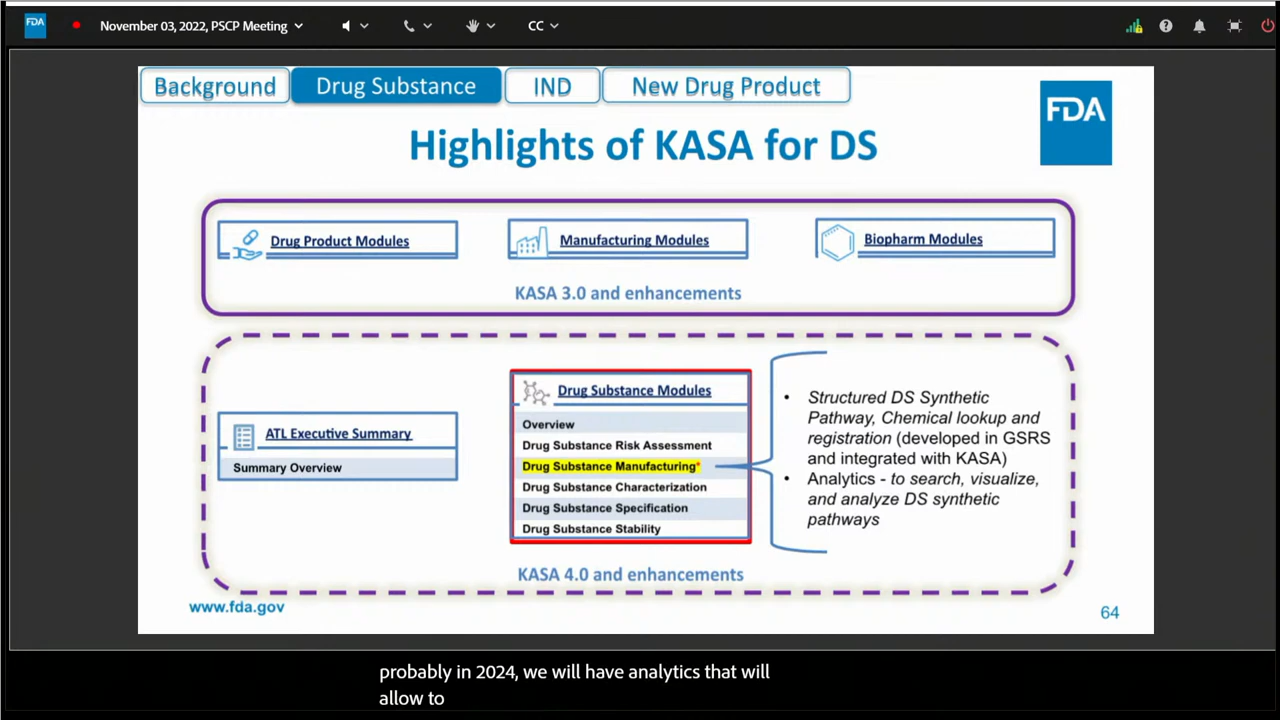 FDA
November 03, 2022, PSCP Meeting
CC
Background
Drug Substance
IND
New Drug Product
FDA
Highlights of KASA for DS
Drug Product Modules
Manufacturing Modules
Biopharm Modules
KASA 3.0 and enhancements
ATL Executive Summary
Summary Overview
Drug Substance Modules
Overview
Drug Substance Risk Assessment
Drug Substance Manufacturing*
Drug Substance Characterization
Drug Substance Specification
Drug Substance Stability
• Structured DS Synthetic
Pathway, Chemical lookup and
registration (developed in GSRS
and integrated with KASA)
• Analytics - to search, visualize,
and analyze DS synthetic
pathways
KASA 4.0 and enhancements
www.fda.gov
64
probably in 2024, we will have analytics that will
allow to